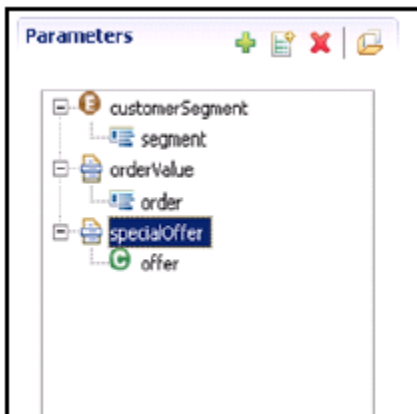 Parameters
E customerSegment
segment
orderValue
order
specialOffer
C offer